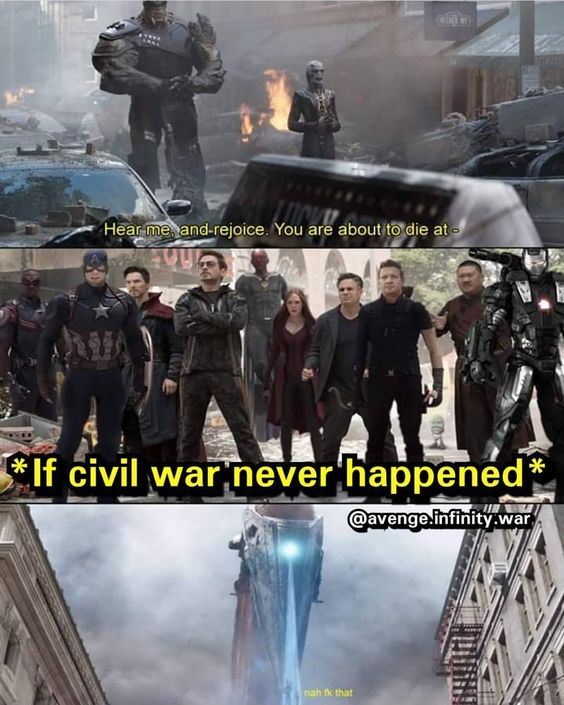 Hear me, and rejoice. You are about to die at -
*If civil war never happened*
@avenge.infinity.war
nah fk that